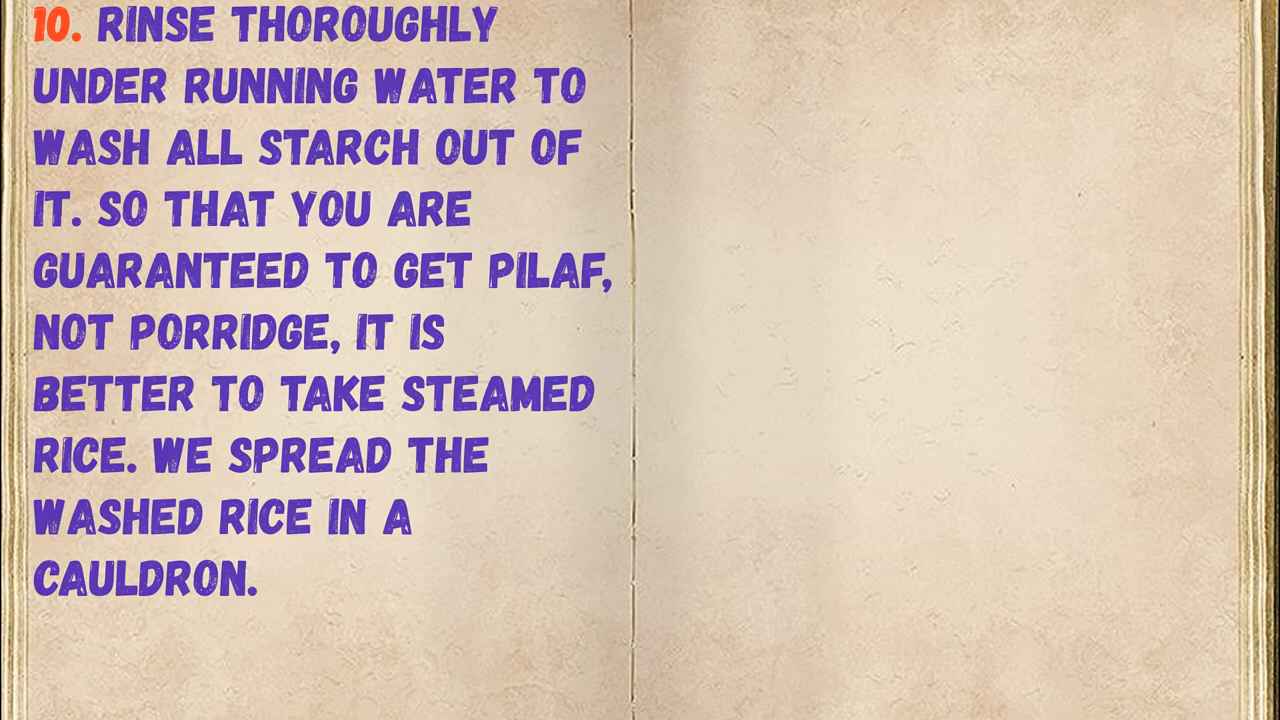 10. RINSE THOROUGHLY
UNDER RUNNING WATER TO
WASH ALL STARCH OUT OF
IT. SO THAT YOU ARE
GUARANTEED TO GET PILAF,
NOT PORRIDGE, IT IS
BETTER TO TAKE STEAMED
RICE. WE SPREAD THE
WASHED RICE IN A
CAULDRON.